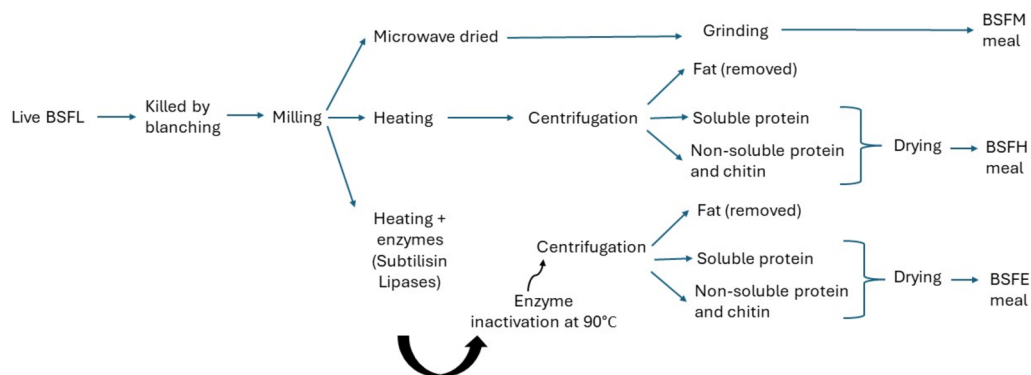 Microwave dried
Grinding
BSFM
meal
Fat (removed)
Live BSFL
Killed by
blanching
Milling
Heating
Centrifugation
Soluble protein
Non-soluble protein
and chitin
Drying
BSFH
meal
Heating +
enzymes
(Subtilisin
Lipases)
Enzyme
inactivation at 90°C
Centrifugation
Fat (removed)
Soluble protein
Non-soluble protein
and chitin
Drying
BSFE
meal